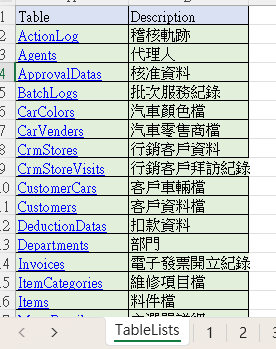 1 Table Description
2 ActionLog 稽核軌跡
3 Agents 代理人
4 ApprovalDatas 核准資料
5 BatchLogs 批次服務紀錄
6 CarColors 汽車顏色檔
7 CarVenders 汽車零售商檔
8 CrmStores 行銷客戶資料
9 CrmStoreVisits 行銷客戶拜訪紀錄
10 CustomerCars 客戶車輛檔
11 Customers 客戶資料檔
12 DeductionDatas 扣款資料
13 Departments 部門
14 Invoices 電子發票開立紀錄
15 ItemCategories 維修項目檔
16 Items 料件檔
TableLists 1 2